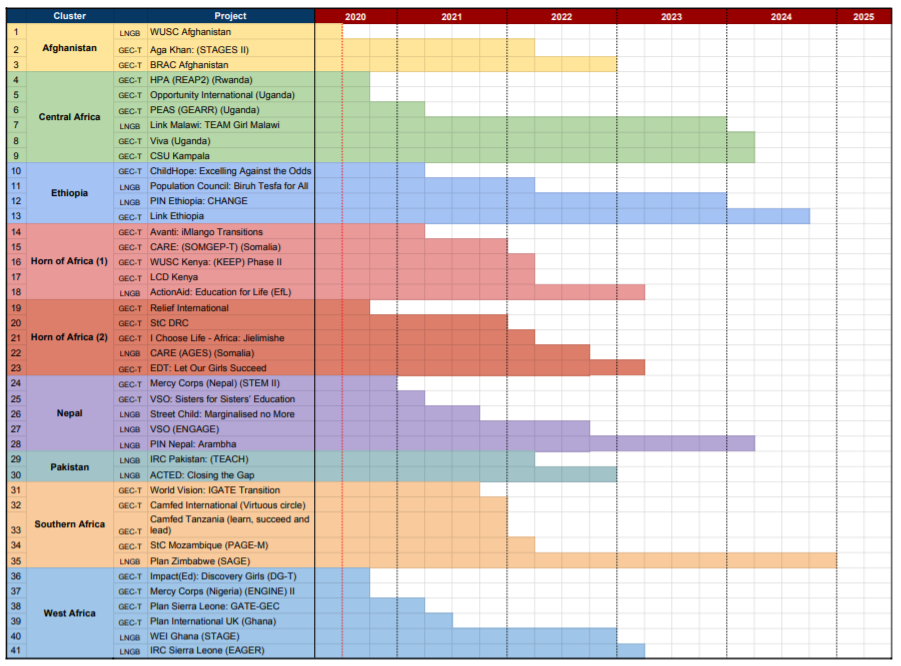 Cluster Project 2020 2021 2022 2023 2024 2025
1 LNGB WUSC Afghanistan
Afghanistan
2 GEC-T Aga Khan: (STAGES II)
3 GEC-T BRAC Afghanistan
4 GEC-T HPA (REAP2) (Rwanda)
5 GEC-T Opportunity International (Uganda)
6 GEC-T PEAS (GEARR) (Uganda)
Central Africa
7 LNGB Link Malawi: TEAM Girl Malawi
8 GEC-T Viva (Uganda)
9 GEC-T CSU Kampala
10 GEC-T ChildHope: Excelling Against the Odds
11 LNGB Population Council: Biruh Tesfa for All
Ethiopia
12 LNGB PIN Ethiopia: CHANGE
13 GEC-T Link Ethiopia
14 GEC-T Avanti: iMlango Transitions
15 GEC-T CARE: (SOMGEP-T) (Somalia)
16 Horn of Africa (1) GEC-T WUSC Kenya: (KEEP) Phase II
17 GEC-T LCD Kenya
18 LNGB ActionAid: Education for Life (EfL)
19 GEC-T Relief International
20 GEC-T StC DRC
21 Horn of Africa (2) GEC-T I Choose Life - Africa: Jielimishe
22 LNGB CARE (AGES) (Somalia)
23 GEC-T EDT: Let Our Girls Succeed
24 GEC-T Mercy Corps (Nepal) (STEM II)
25 GEC-T VSO: Sisters for Sisters' Education
26 Nepal LNGB Street Child: Marginalised no More
27 LNGB VSO (ENGAGE)
28 LNGB PIN Nepal: Arambha
29 LNGB IRC Pakistan: (TEACH)
Pakistan
30 LNGB ACTED: Closing the Gap
31 GEC-T World Vision: IGATE Transition
32 GEC-T Camfed International (Virtuous circle)
Southern Africa
Camfed Tanzania (learn, succeed and
33 GEC-T lead)
34 GEC-T StC Mozambique (PAGE-M)
35 LNGB Plan Zimbabwe (SAGE)
36 GEC-T Impact(Ed): Discovery Girls (DG-T)
37 GEC-T Mercy Corps (Nigeria) (ENGINE) II
38 GEC-T Plan Sierra Leone: GATE-GEC
West Africa
39 GEC-T Plan International UK (Ghana)
40 LNGB WEI Ghana (STAGE)
41 LNGB IRC Sierra Leone (EAGER)